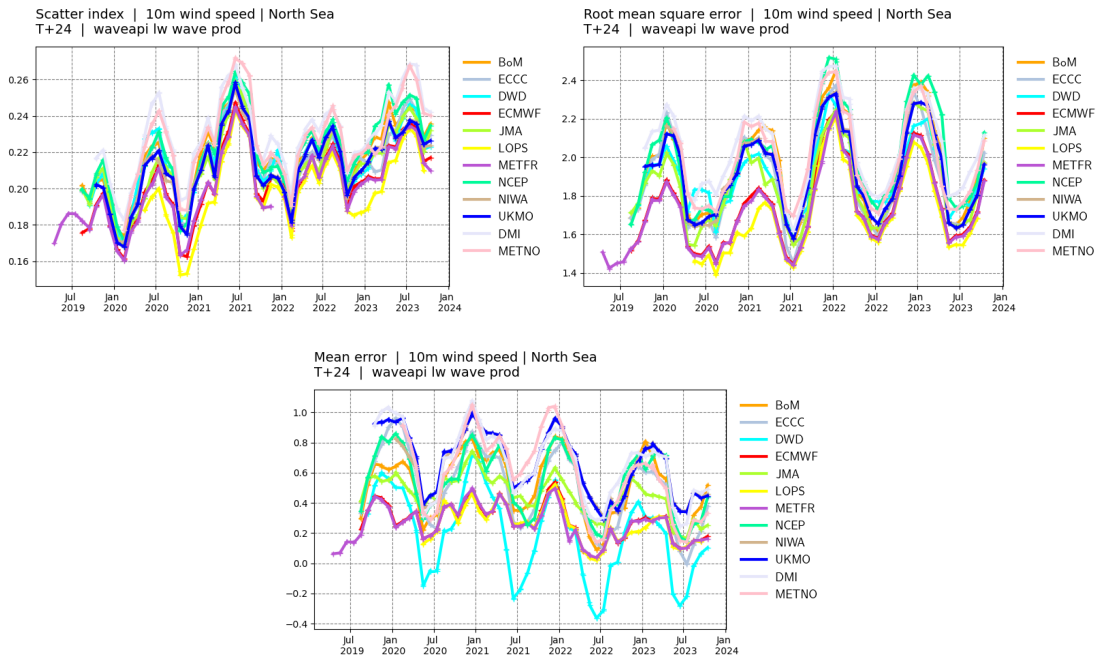 Scatter index | 10m wind speed | North Sea
T+24 | waveapi lw wave prod
0.26
0.24
0.22
0.20
0.18
0.16
Jul 2019
Jan 2020
Jul 2020
Jan 2021
Jul 2021
Jan 2022
Jul 2022
Jan 2023
Jul 2023
Jan 2024
BoM
ECCC
DWD
ECMWF
JMA
LOPS
METFR
NCEP
NIWA
UKMO
DMI
METNO
Root mean square error | 10m wind speed | North Sea
T+24 | waveapi lw wave prod
2.4
2.2
2.0
1.8
1.6
1.4
Jul 2019
Jan 2020
Jul 2020
Jan 2021
Jul 2021
Jan 2022
Jul 2022
Jan 2023
Jul 2023
Jan 2024
BoM
ECCC
DWD
ECMWF
JMA
LOPS
METFR
NCEP
NIWA
UKMO
DMI
METNO
Mean error | 10m wind speed | North Sea
T+24 | waveapi lw wave prod
1.0
0.8
0.6
0.4
0.2
0.0
−0.2
−0.4
Jul 2019
Jan 2020
Jul 2020
Jan 2021
Jul 2021
Jan 2022
Jul 2022
Jan 2023
Jul 2023
Jan 2024
BoM
ECCC
DWD
ECMWF
JMA
LOPS
METFR
NCEP
NIWA
UKMO
DMI
METNO